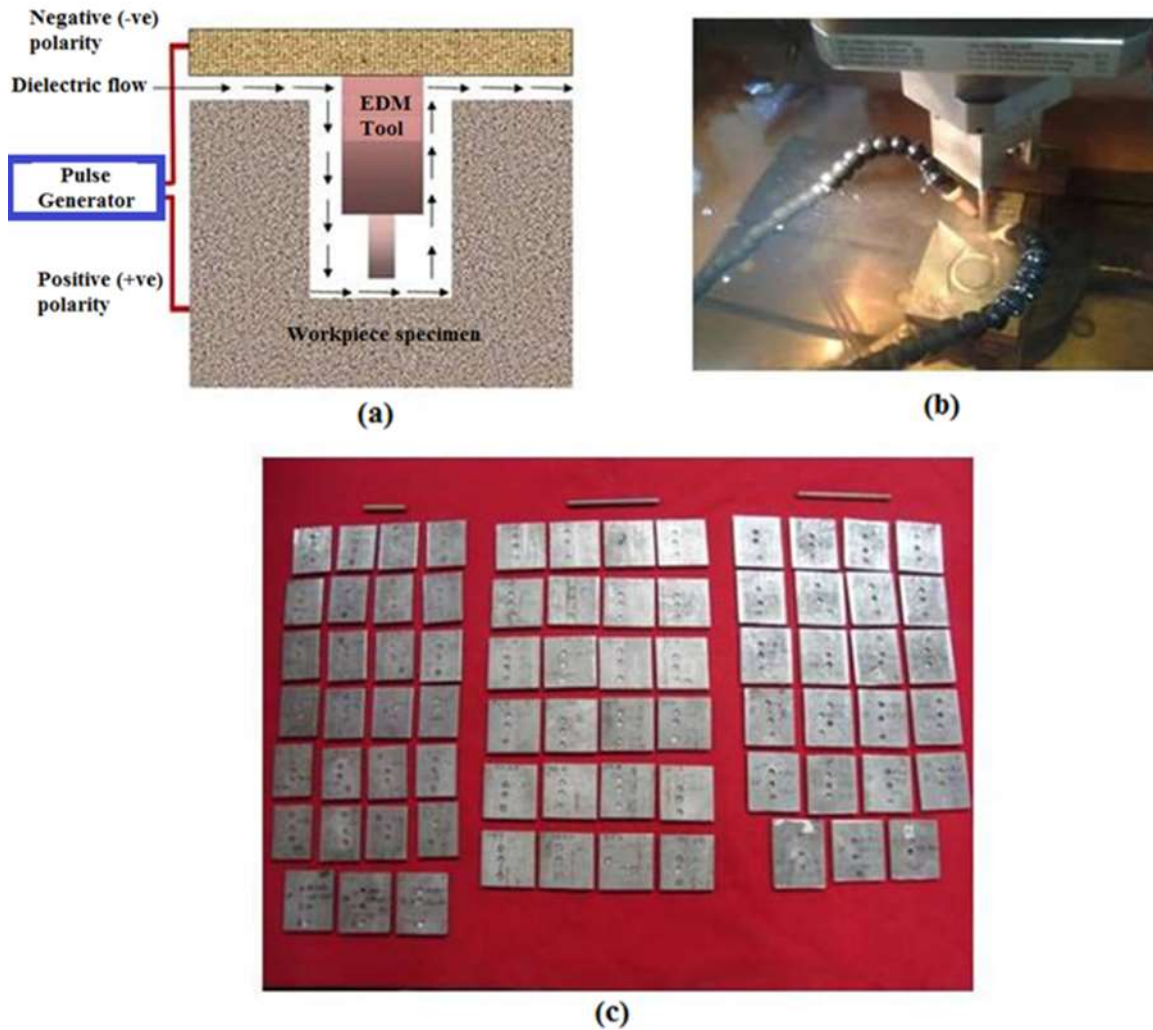 Negative (-ve)
polarity
Dielectric flow
EDM
Tool
Pulse
Generator
Positive (+ve)
polarity
Workpiece specimen
(a)
(b)
(c)